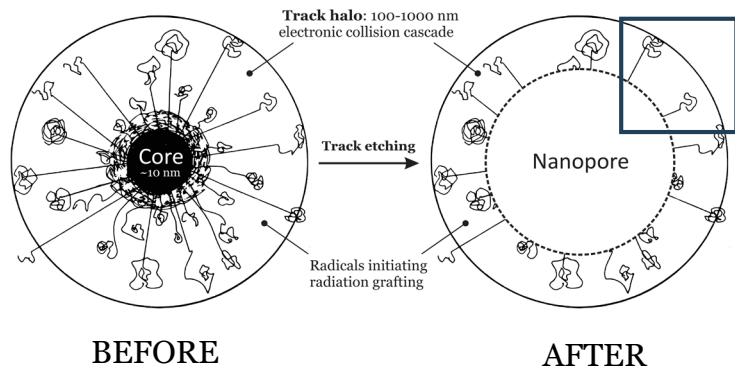 Track halo: 100-1000 nm
electronic collision cascade
Core
~10 nm
Track etching
Nanopore
Radicals initiating
radiation grafting
BEFORE
AFTER